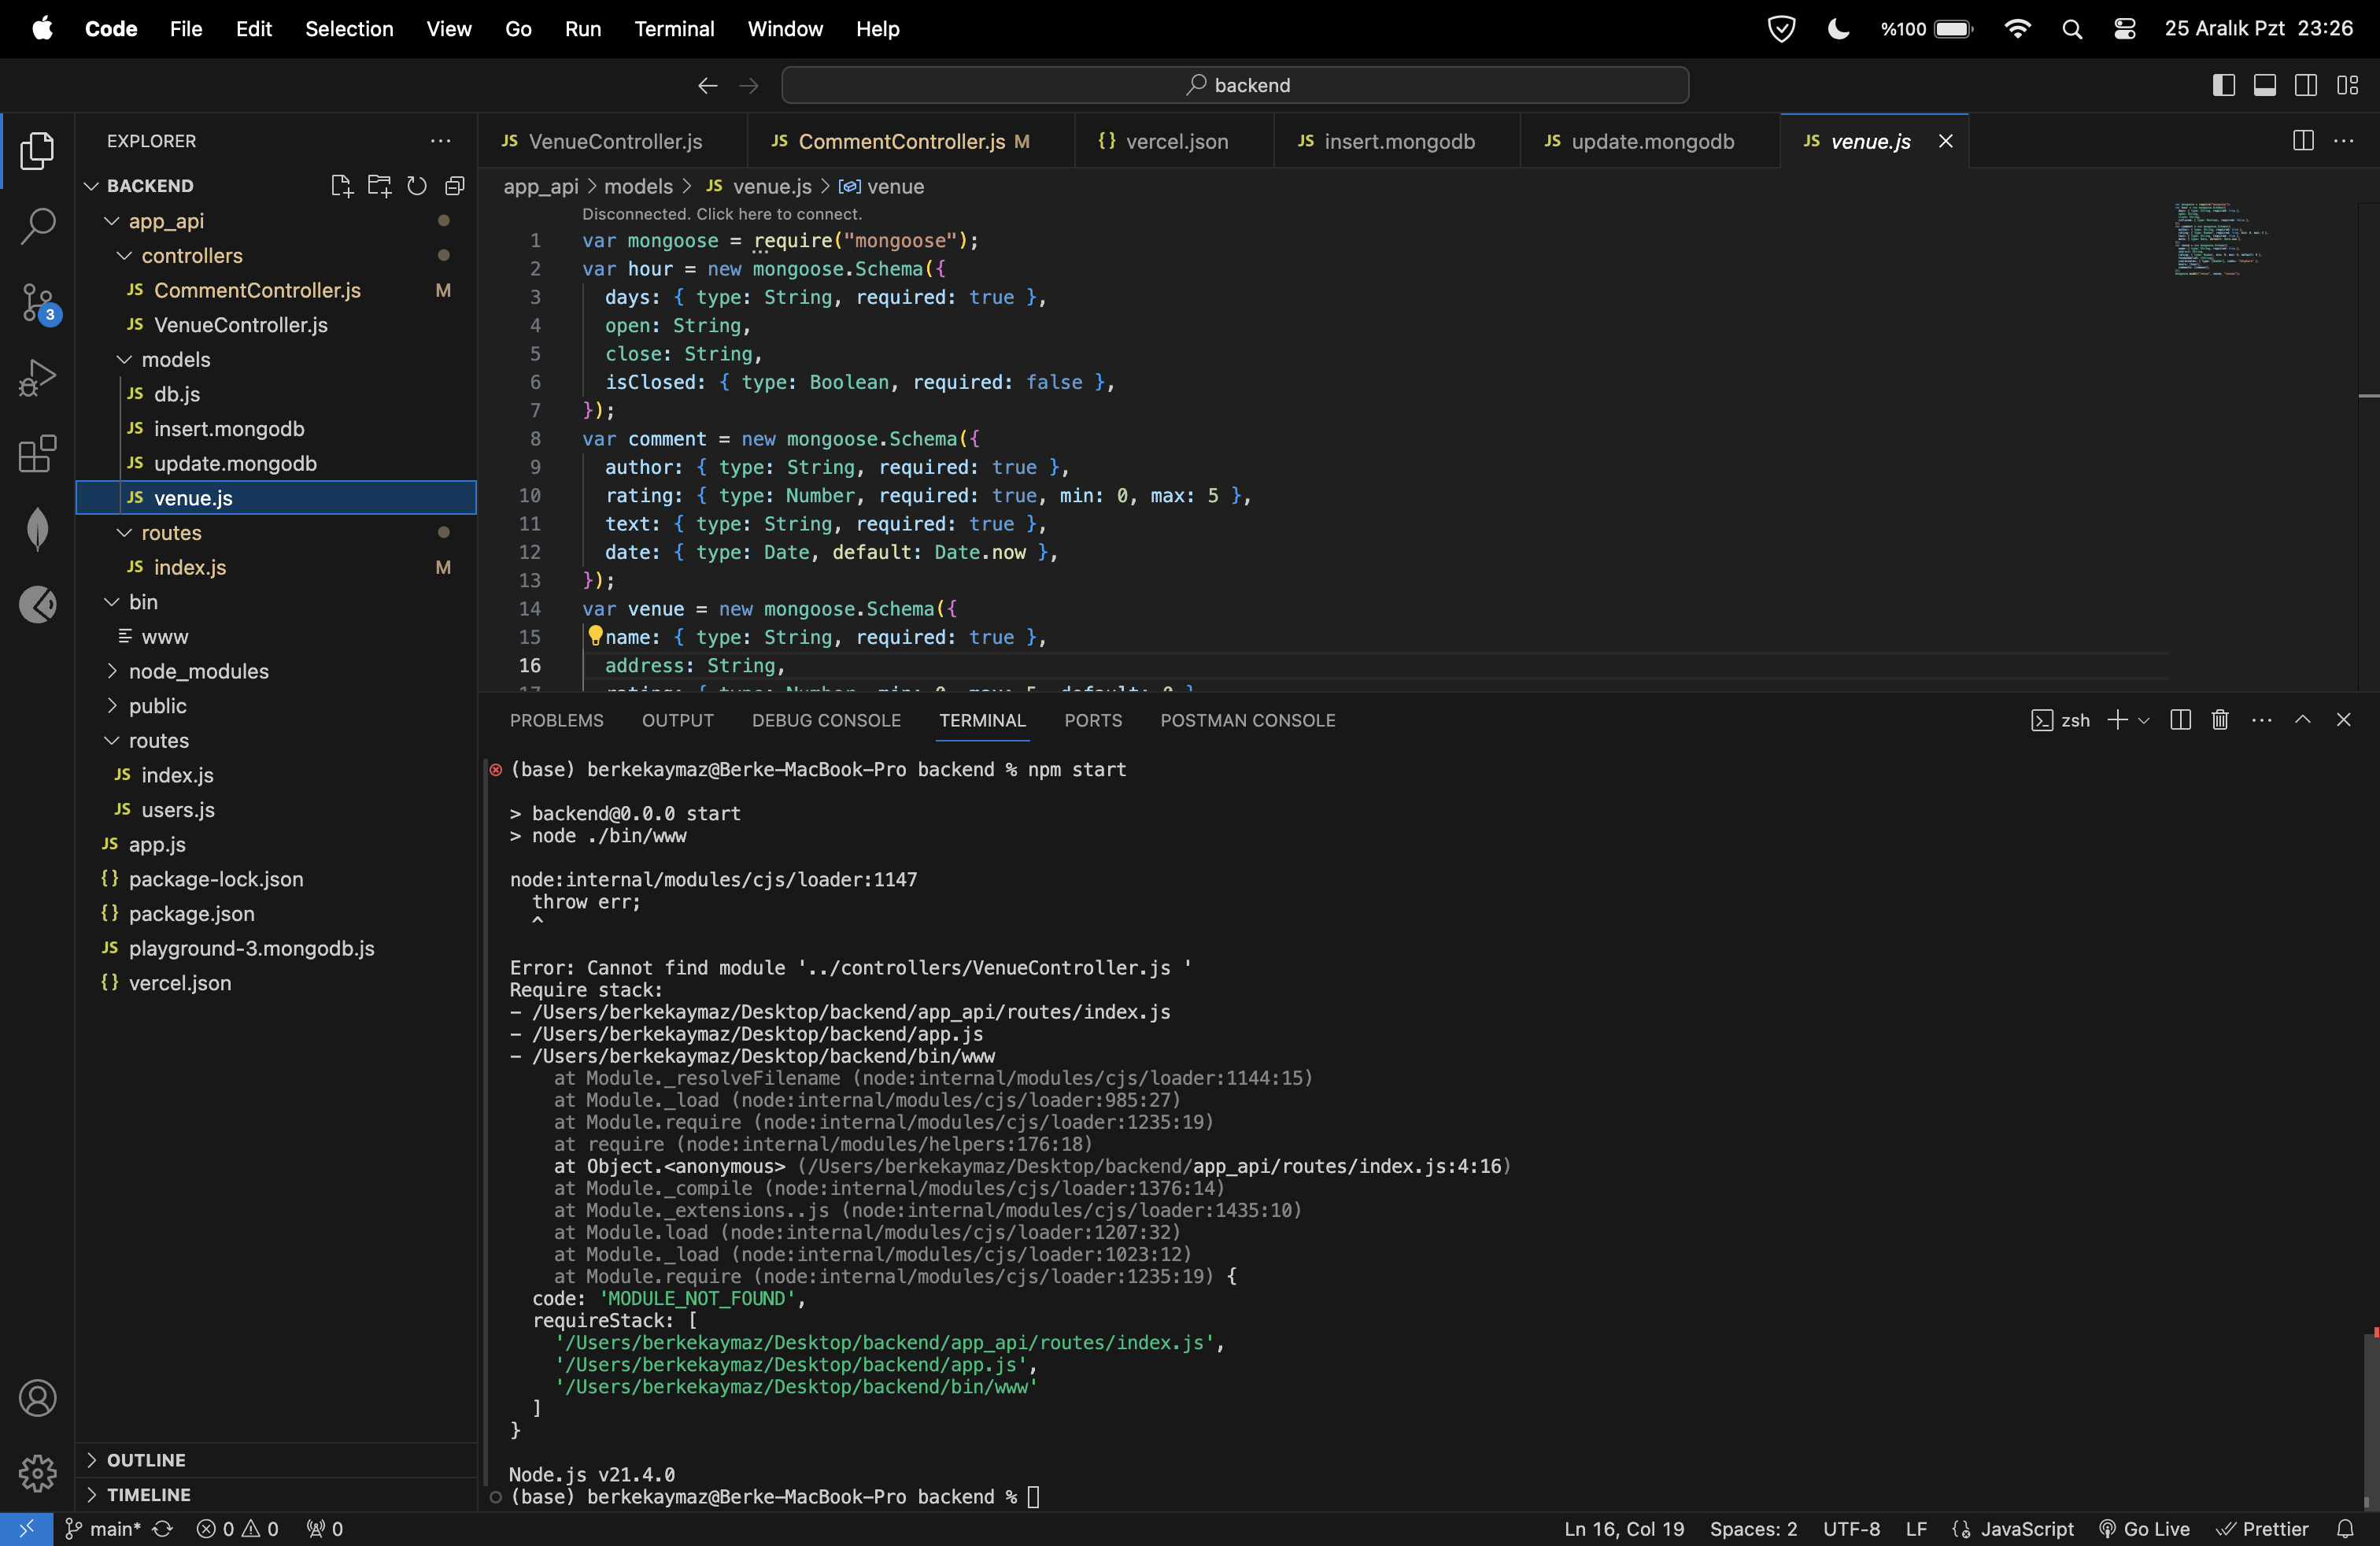 Code File Edit Selection View Go Run Terminal Window Help %100 25 Aralık Pzt 23:26
backend
EXPLORER
BACKEND
app_api
controllers
JS CommentController.js M
JS VenueController.js
models
JS db.js
JS insert.mongodb
JS update.mongodb
JS venue.js
routes
JS index.js M
bin
www
node_modules
public
routes
JS index.js
JS users.js
JS app.js
{} package-lock.json
{} package.json
JS playground-3.mongodb.js
{} vercel.json
OUTLINE
TIMELINE
3
JS VenueController.js JS CommentController.js M {} vercel.json JS insert.mongodb JS update.mongodb JS venue.js
app_api > models > JS venue.js > venue
Disconnected. Click here to connect.
1 var mongoose = require("mongoose");
2 var hour = new mongoose.Schema({
3 days: { type: String, required: true },
4 open: String,
5 close: String,
6 isClosed: { type: Boolean, required: false },
7 });
8 var comment = new mongoose.Schema({
9 author: { type: String, required: true },
10 rating: { type: Number, required: true, min: 0, max: 5 },
11 text: { type: String, required: true },
12 date: { type: Date, default: Date.now },
13 });
14 var venue = new mongoose.Schema({
15 name: { type: String, required: true },
16 address: String,
17 rating: { type: Number, min: 0, max: 5, default: 0 }
PROBLEMS OUTPUT DEBUG CONSOLE TERMINAL PORTS POSTMAN CONSOLE zsh
(base) berkekaymaz@Berke-MacBook-Pro backend % npm start
> backend@0.0.0 start
> node ./bin/www
node:internal/modules/cjs/loader:1147
throw err;
^
Error: Cannot find module '../controllers/VenueController.js '
Require stack:
- /Users/berkekaymaz/Desktop/backend/app_api/routes/index.js
- /Users/berkekaymaz/Desktop/backend/app.js
- /Users/berkekaymaz/Desktop/backend/bin/www
at Module._resolveFilename (node:internal/modules/cjs/loader:1144:15)
at Module._load (node:internal/modules/cjs/loader:985:27)
at Module.require (node:internal/modules/cjs/loader:1235:19)
at require (node:internal/modules/helpers:176:18)
at Object.<anonymous> (/Users/berkekaymaz/Desktop/backend/app_api/routes/index.js:4:16)
at Module._compile (node:internal/modules/cjs/loader:1376:14)
at Module._extensions..js (node:internal/modules/cjs/loader:1435:10)
at Module.load (node:internal/modules/cjs/loader:1207:32)
at Module._load (node:internal/modules/cjs/loader:1023:12)
at Module.require (node:internal/modules/cjs/loader:1235:19) {
code: 'MODULE_NOT_FOUND',
requireStack: [
'/Users/berkekaymaz/Desktop/backend/app_api/routes/index.js',
'/Users/berkekaymaz/Desktop/backend/app.js',
'/Users/berkekaymaz/Desktop/backend/bin/www'
]
}
Node.js v21.4.0
(base) berkekaymaz@Berke-MacBook-Pro backend %
main* 0 0 0 Ln 16, Col 19 Spaces: 2 UTF-8 LF JavaScript Go Live Prettier